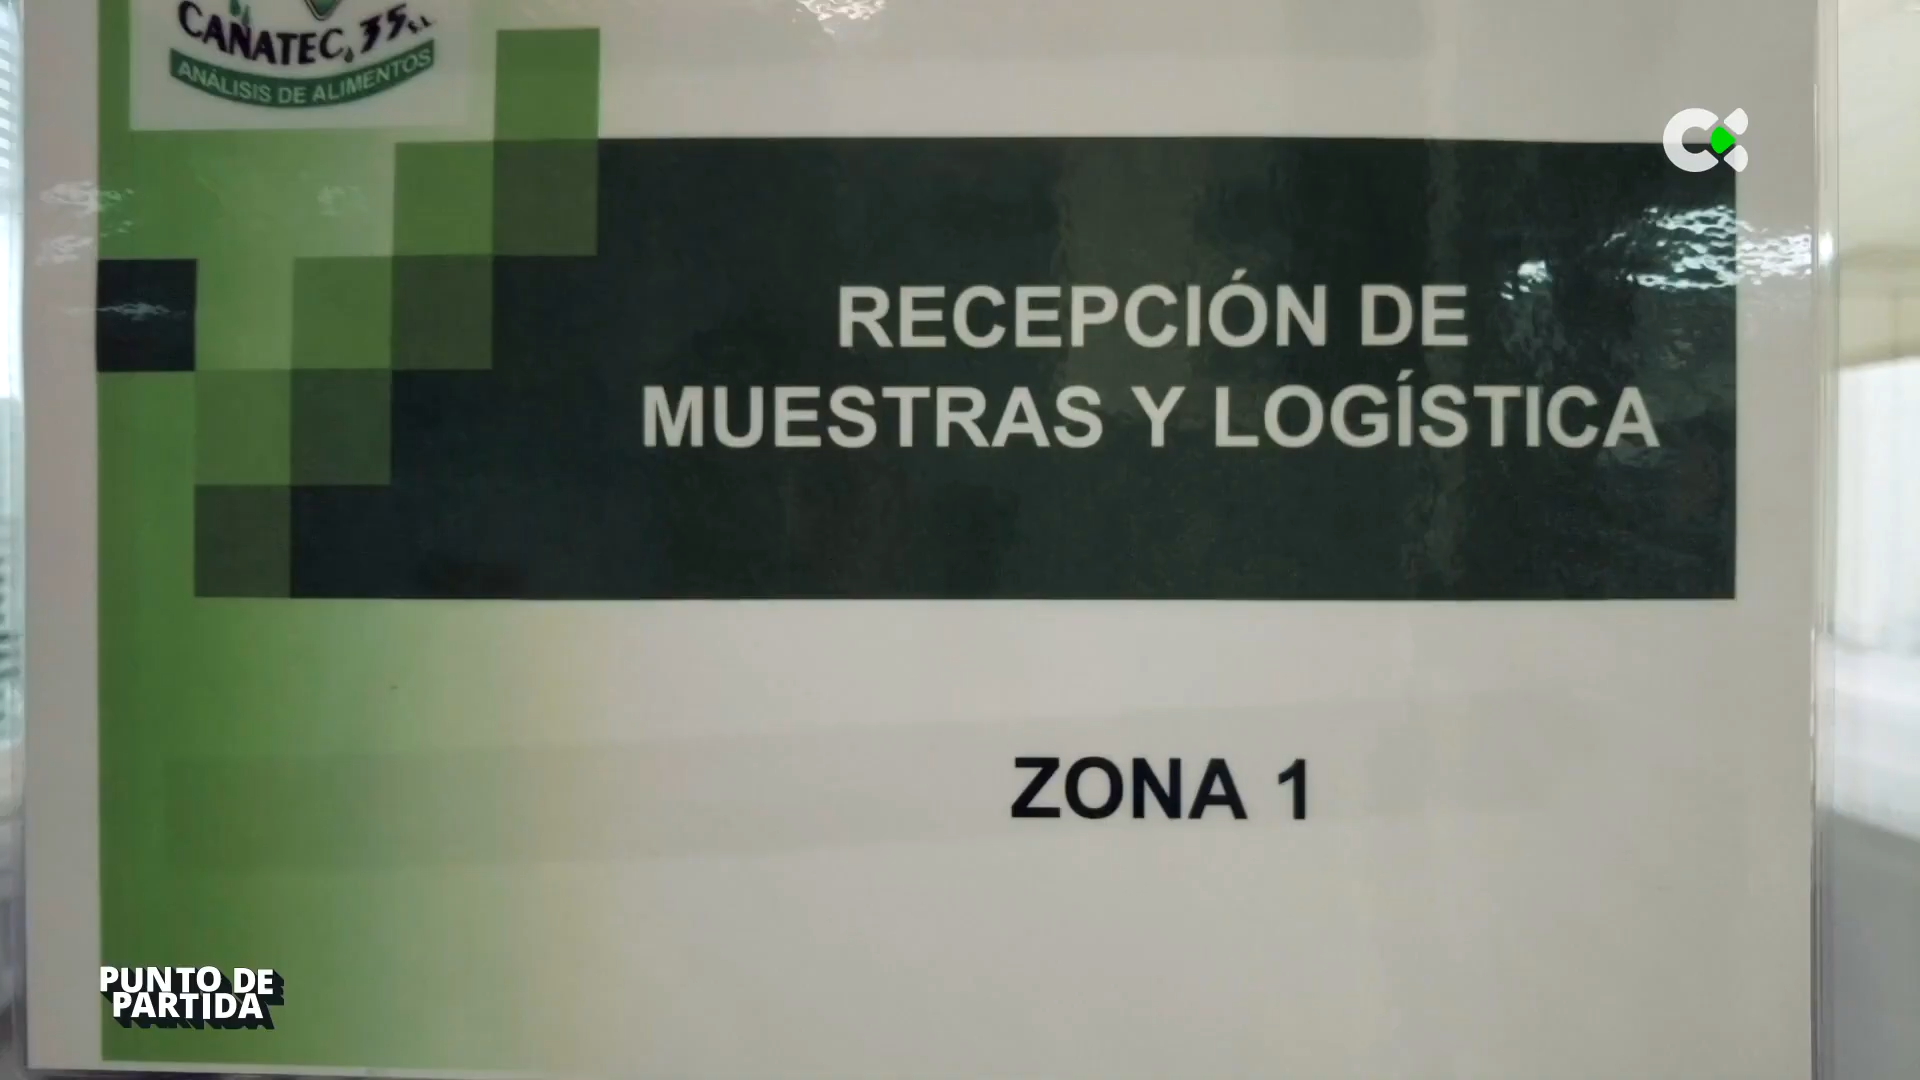 CANATEC, 35 S.L.
ANÁLISIS DE ALIMENTOS
RECEPCIÓN DE
MUESTRAS Y LOGÍSTICA
ZONA 1
PUNTO DE
PARTIDA